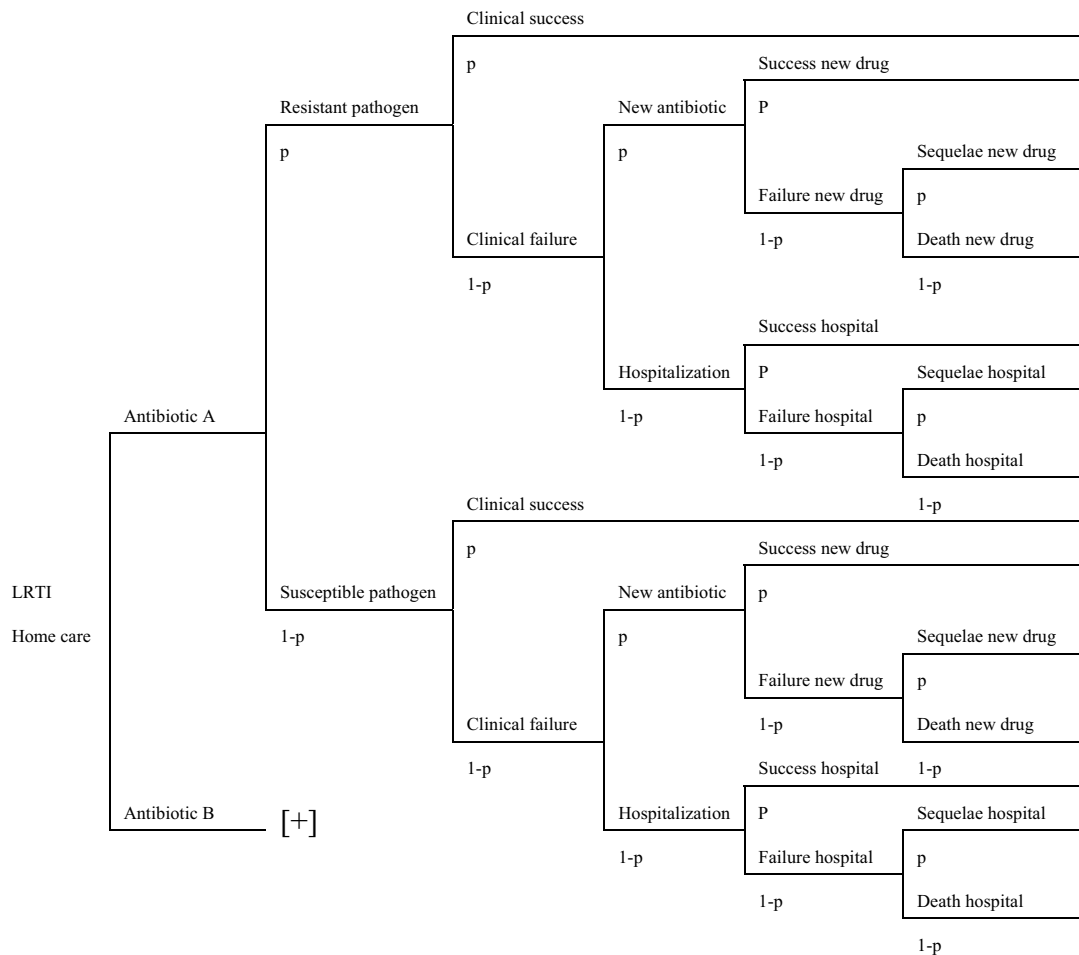 Clinical success
p
Success new drug
Resistant pathogen
New antibiotic
P
p
p
Sequelae new drug
Failure new drug
p
Clinical failure
1-p
Death new drug
1-p
1-p
Success hospital
Hospitalization
P
Sequelae hospital
Antibiotic A
1-p
Failure hospital
p
1-p
Death hospital
Clinical success
1-p
p
Success new drug
LRTI
Susceptible pathogen
New antibiotic
p
Home care
1-p
p
Sequelae new drug
Failure new drug
p
Clinical failure
1-p
Death new drug
1-p
Success hospital
1-p
Antibiotic B
[+]
Hospitalization
P
Sequelae hospital
1-p
Failure hospital
p
1-p
Death hospital
1-p